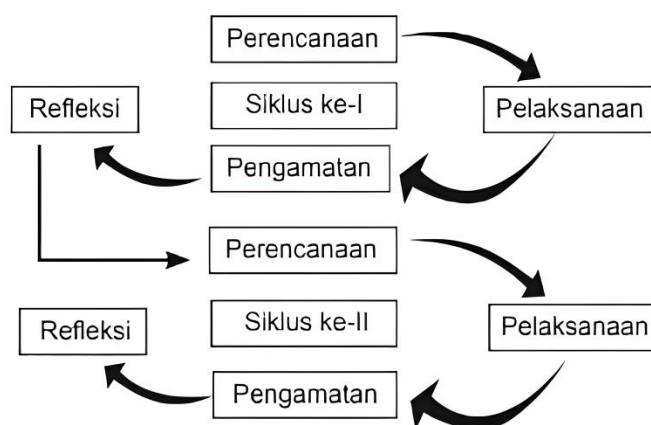 Perencanaan
Refleksi
Siklus ke-I
Pelaksanaan
Pengamatan
Perencanaan
Refleksi
Siklus ke-II
Pelaksanaan
Pengamatan